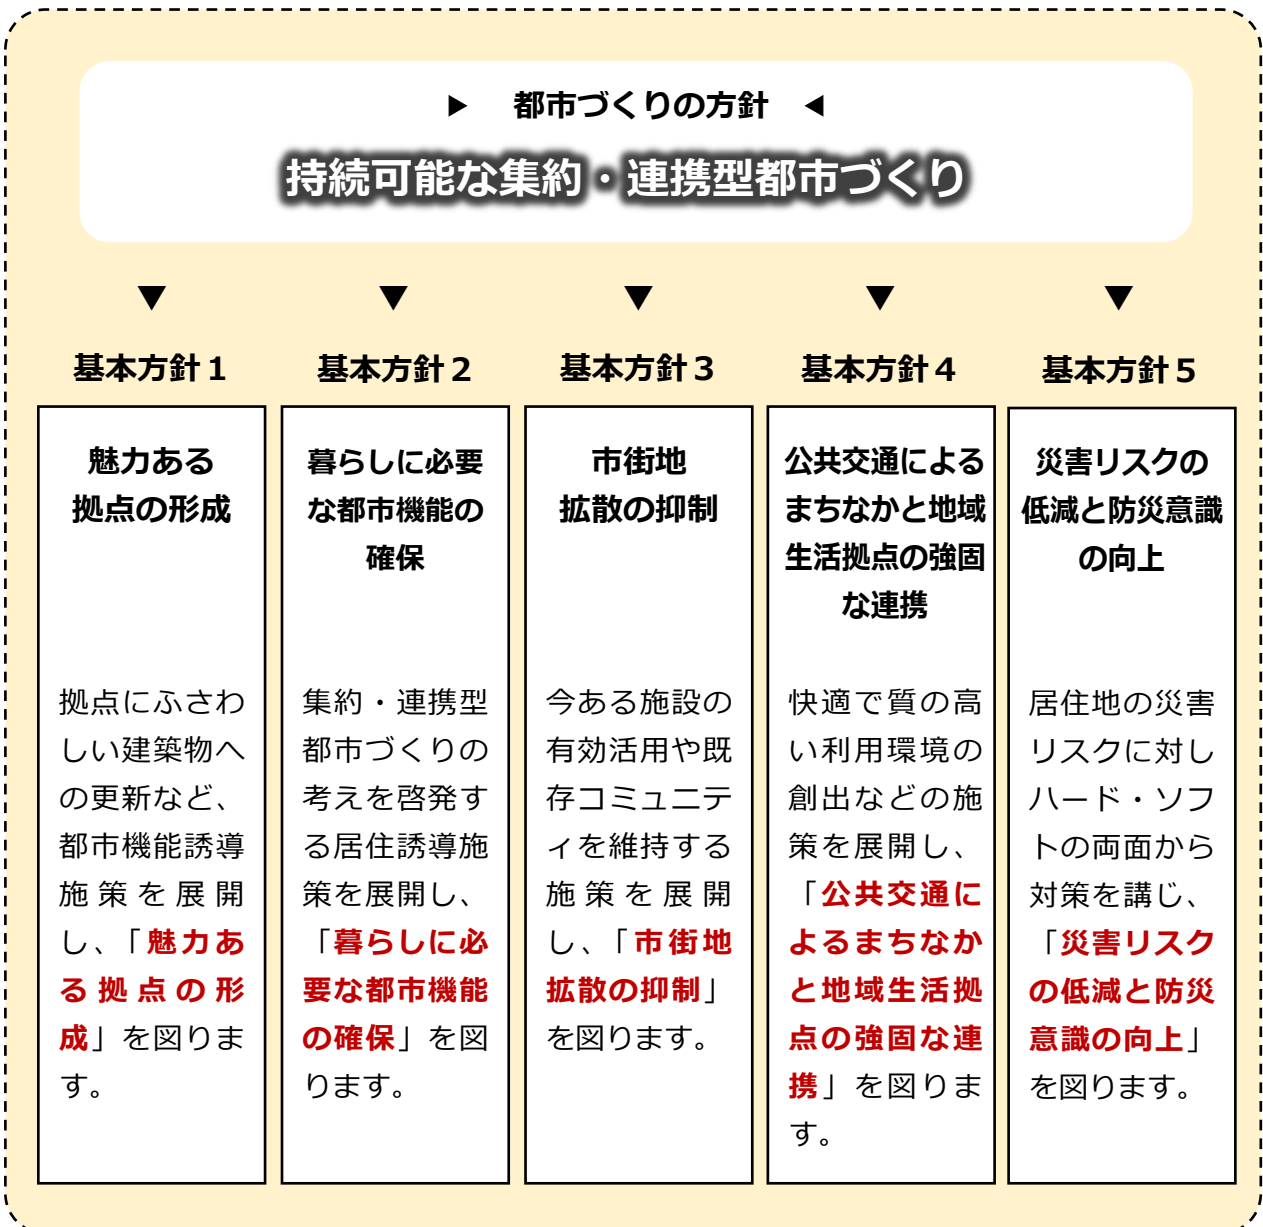 ▶ 都市づくりの方針 ◀
持続可能な集約・連携型都市づくり
▼ ▼ ▼ ▼ ▼
基本方針１
魅力ある
拠点の形成
拠点にふさわ
しい建築物へ
の更新など、
都市機能誘導
施策を展開
し、「魅力あ
る拠点の形
成」を図りま
す。
基本方針２
暮らしに必要
な都市機能の
確保
集約・連携型
都市づくりの
考えを啓発す
る居住誘導施
策を展開し、
「暮らしに必
要な都市機能
の確保」を図
ります。
基本方針３
市街地
拡散の抑制
今ある施設の
有効活用や既
存コミュニテ
ィを維持する
施策を展開
し、「市街地
拡散の抑制」
を図ります。
基本方針４
公共交通による
まちなかと地域
生活拠点の強固
な連携
快適で質の高
い利用環境の
創出などの施
策を展開し、
「公共交通に
よるまちなか
と地域生活拠
点の強固な連
携」を図りま
す。
基本方針５
災害リスクの
低減と防災意識
の向上
居住地の災害
リスクに対し
ハード・ソフ
トの両面から
対策を講じ、
「災害リスク
の低減と防災
意識の向上」
を図ります。